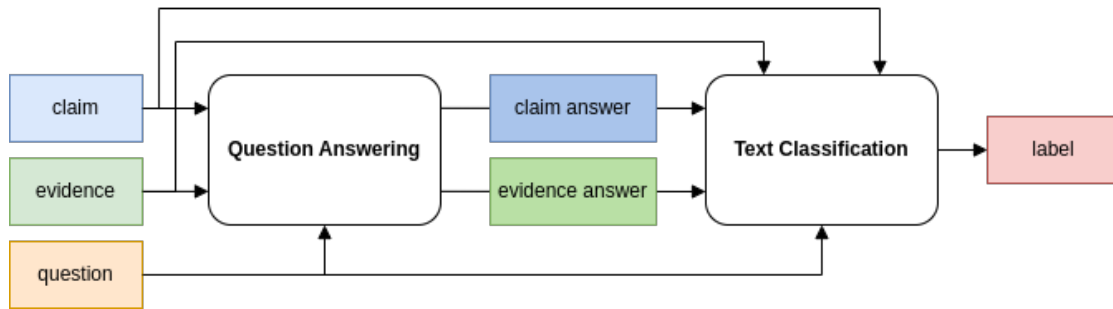 claim
evidence
question
Question Answering
claim answer
evidence answer
Text Classification
label